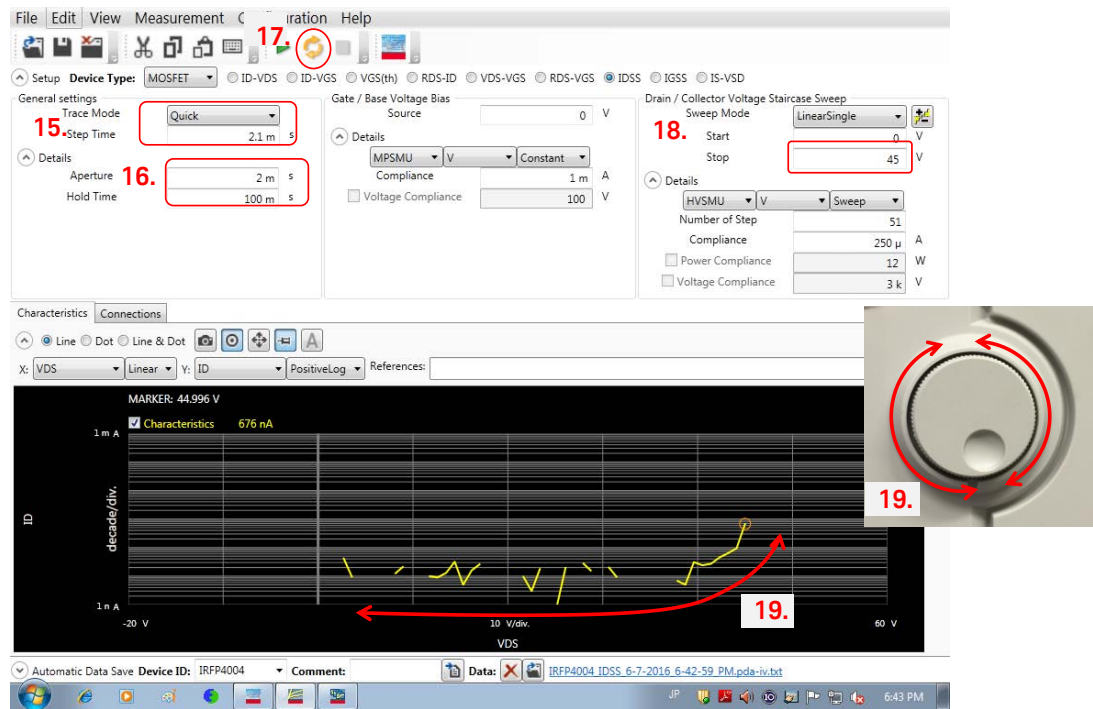 File Edit View Measurement C uration Help
17.
Setup Device Type: MOSFET ID-VDS ID-VGS VGS(th) RDS-ID VDS-VGS RDS-VGS IDSS IGSS IS-VSD
General settings
Trace Mode Quick
15.
Step Time 2.1 m s
Details
16.
Aperture 2 m s
Hold Time 100 m s
Gate / Base Voltage Bias
Source 0 V
Details
MPSMU V Constant
Compliance 1 m A
Voltage Compliance 100 V
Drain / Collector Voltage Staircase Sweep
Sweep Mode LinearSingle
18.
Start 0 V
Stop 45 V
Details
HVSMU V Sweep
Number of Step 51
Compliance 250 µ A
Power Compliance 12 W
Voltage Compliance 3 k V
Characteristics Connections
Line Dot Line & Dot A
X: VDS Linear Y: ID PositiveLog References:
MARKER: 44.996 V
Characteristics 676 nA
1 m A
ID
decade/div.
1 n A
-20 V
10 V/div.
60 V
VDS
19.
19.
Automatic Data Save Device ID: IRFP4004 Comment: Data: IRFP4004_IDSS_6-7-2016_6-42-59_PM.pda-iv.txt
JP 6:43 PM